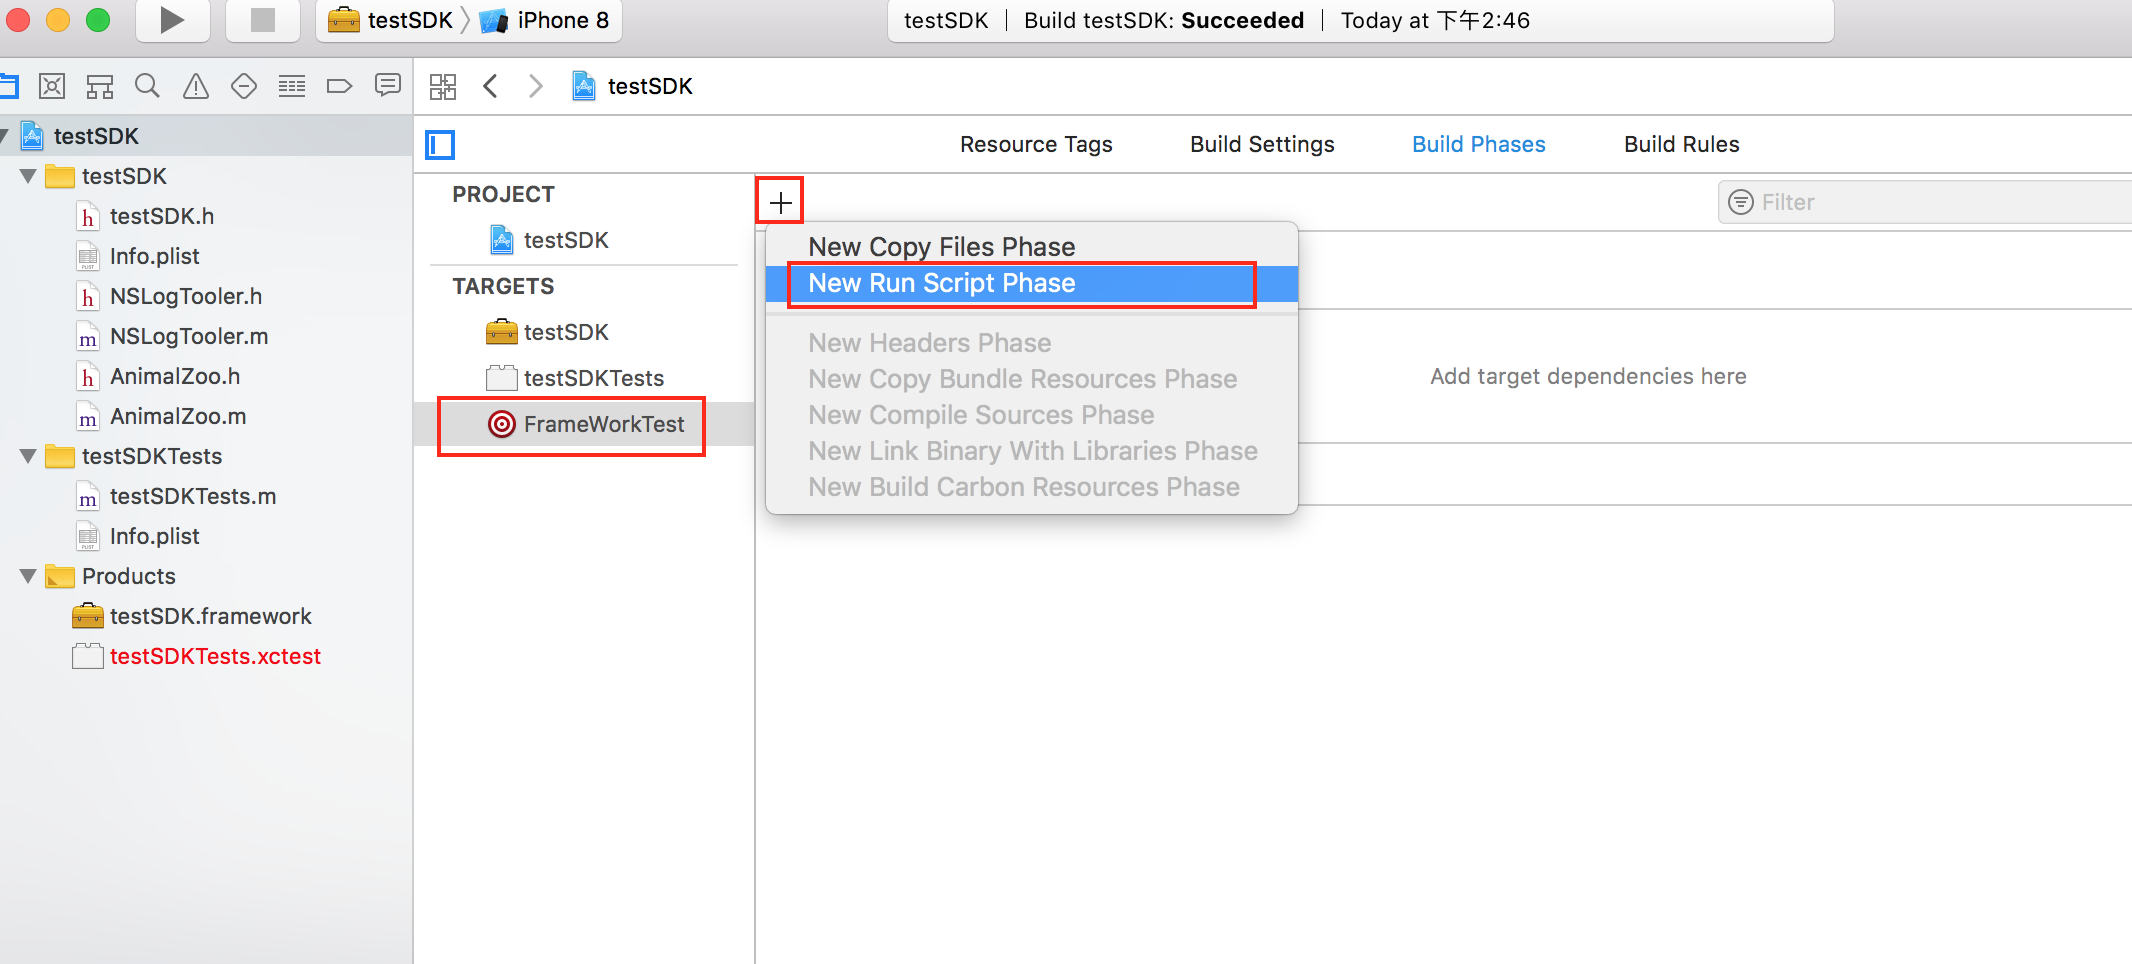 testSDK iPhone 8
testSDK Build testSDK: Succeeded Today at 下午2:46
testSDK
testSDK
testSDK
testSDK.h
Info.plist
NSLogTooler.h
NSLogTooler.m
AnimalZoo.h
AnimalZoo.m
testSDKTests
testSDKTests.m
Info.plist
Products
testSDK.framework
testSDKTests.xctest
Resource Tags Build Settings Build Phases Build Rules
PROJECT
testSDK
TARGETS
testSDK
testSDKTests
FrameWorkTest
Filter
New Copy Files Phase
New Run Script Phase
New Headers Phase
New Copy Bundle Resources Phase
New Compile Sources Phase
New Link Binary With Libraries Phase
New Build Carbon Resources Phase
Add target dependencies here